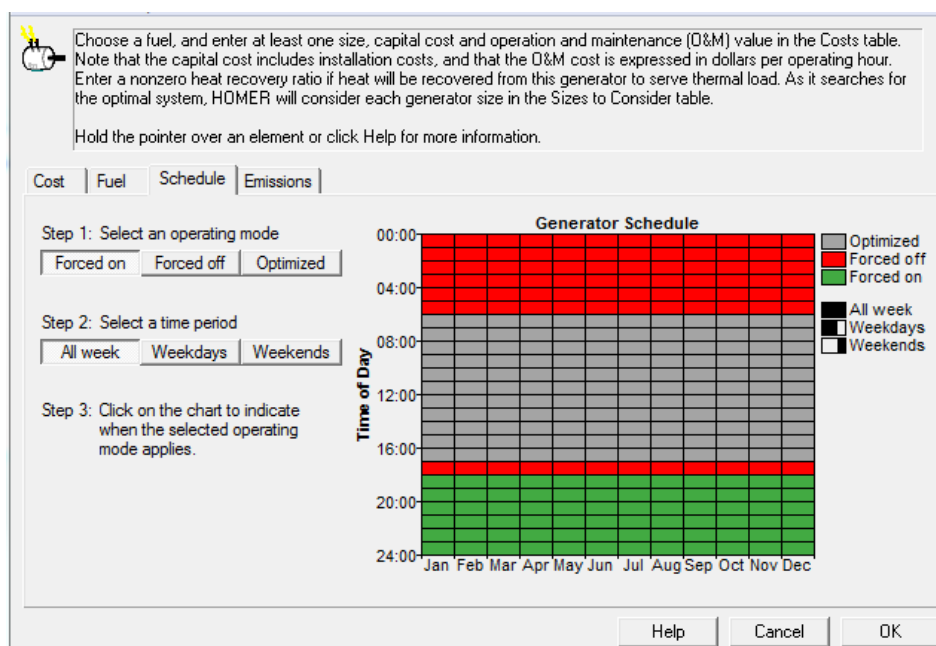 Choose a fuel, and enter at least one size, capital cost and operation and maintenance (O&M) value in the Costs table.
Note that the capital cost includes installation costs, and that the O&M cost is expressed in dollars per operating hour.
Enter a nonzero heat recovery ratio if heat will be recovered from this generator to serve thermal load. As it searches for
the optimal system, HOMER will consider each generator size in the Sizes to Consider table.
Hold the pointer over an element or click Help for more information.
Cost Fuel Schedule Emissions
Step 1: Select an operating mode
Forced on Forced off Optimized
Step 2: Select a time period
All week Weekdays Weekends
Step 3: Click on the chart to indicate
when the selected operating
mode applies.
Generator Schedule
Time of Day
00:00
04:00
08:00
12:00
16:00
20:00
24:00
Jan Feb Mar Apr May Jun Jul Aug Sep Oct Nov Dec
Optimized
Forced off
Forced on
All week
Weekdays
Weekends
Help Cancel OK